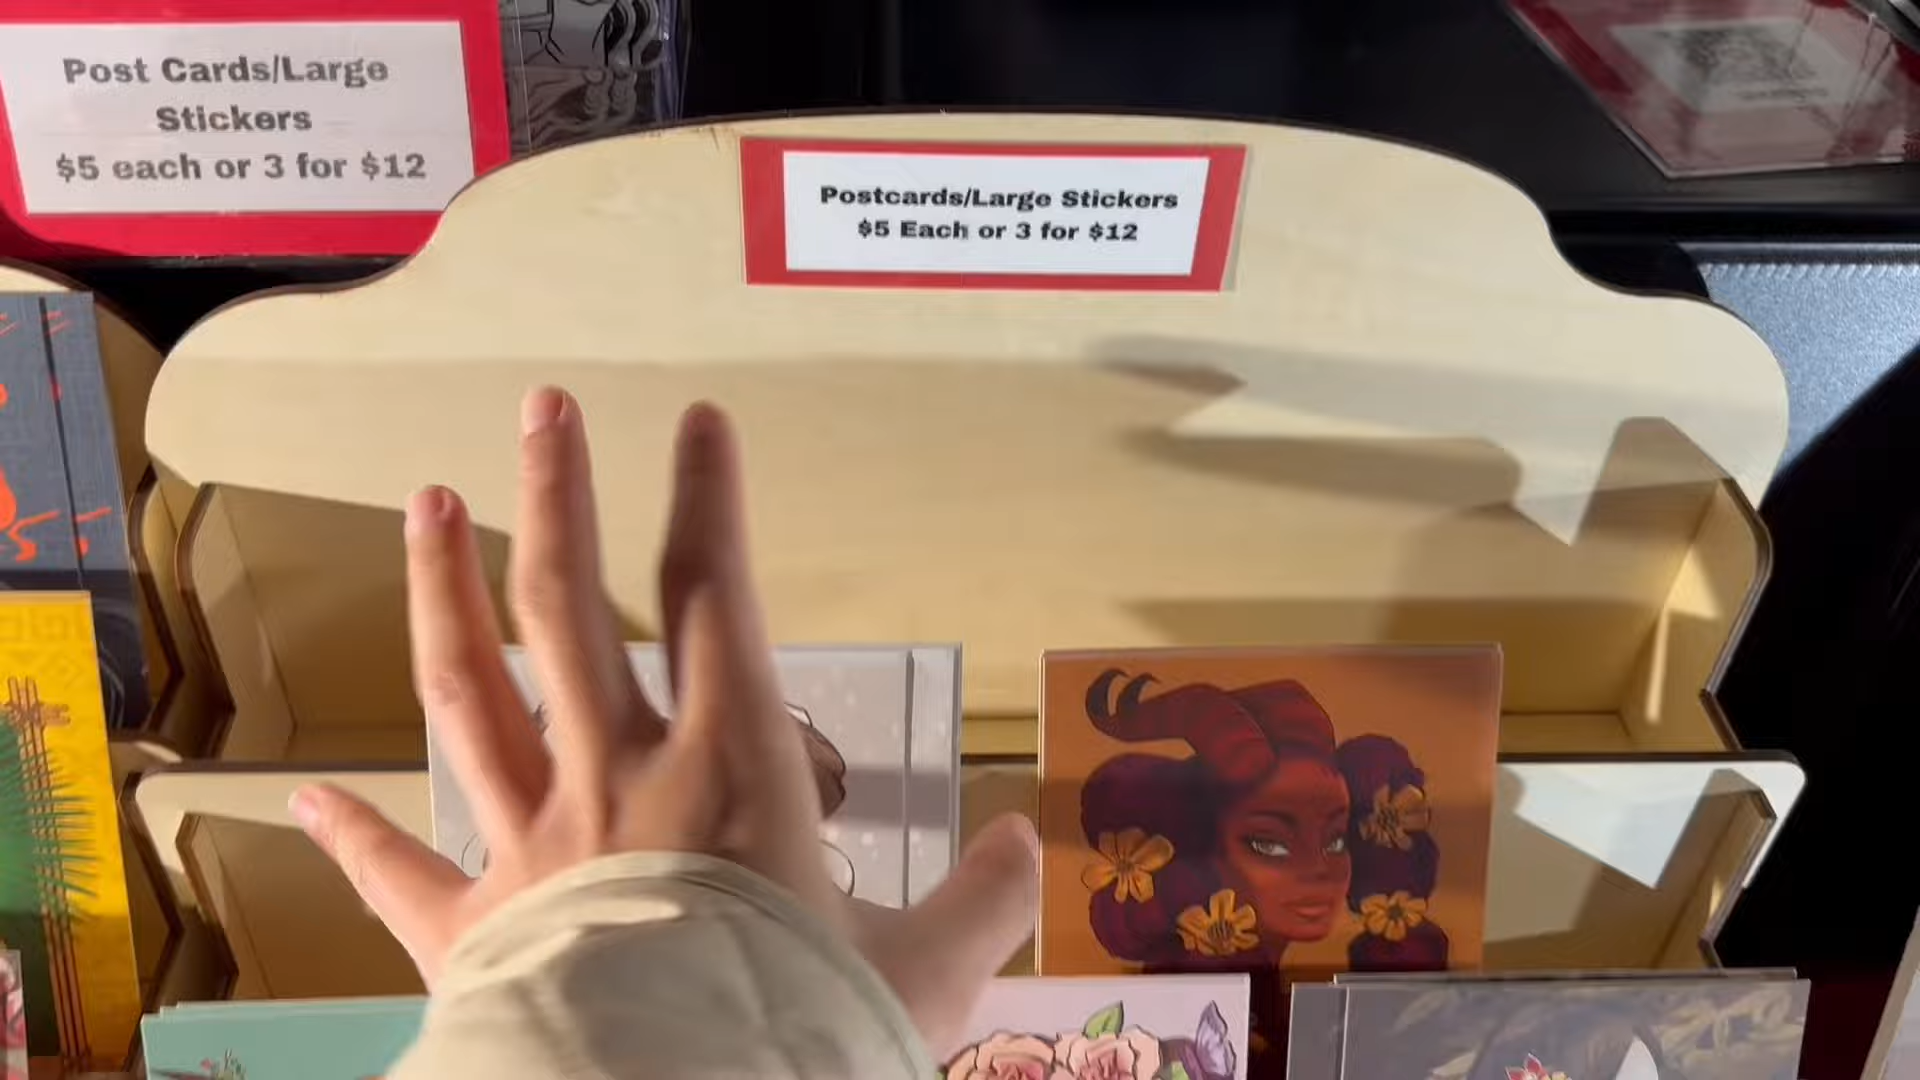 Post Cards/Large
Stickers
$5 each or 3 for $12
Postcards/Large Stickers
$5 Each or 3 for $12